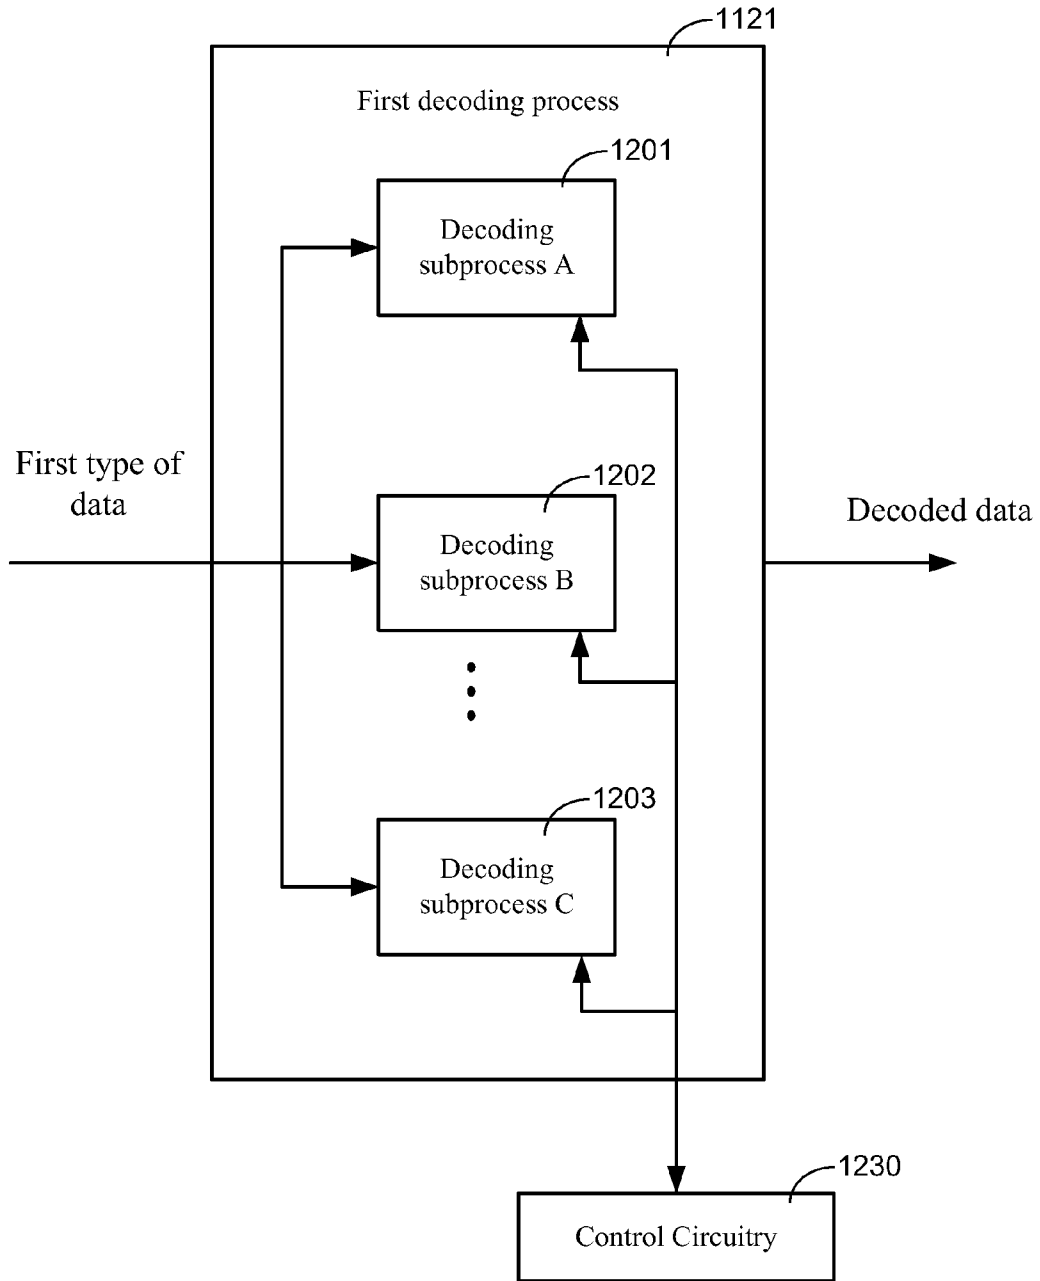 1121
First decoding process
1201
Decoding
subprocess A
First type of
data
1202
Decoding
subprocess B
Decoded data
1203
Decoding
subprocess C
1230
Control Circuitry